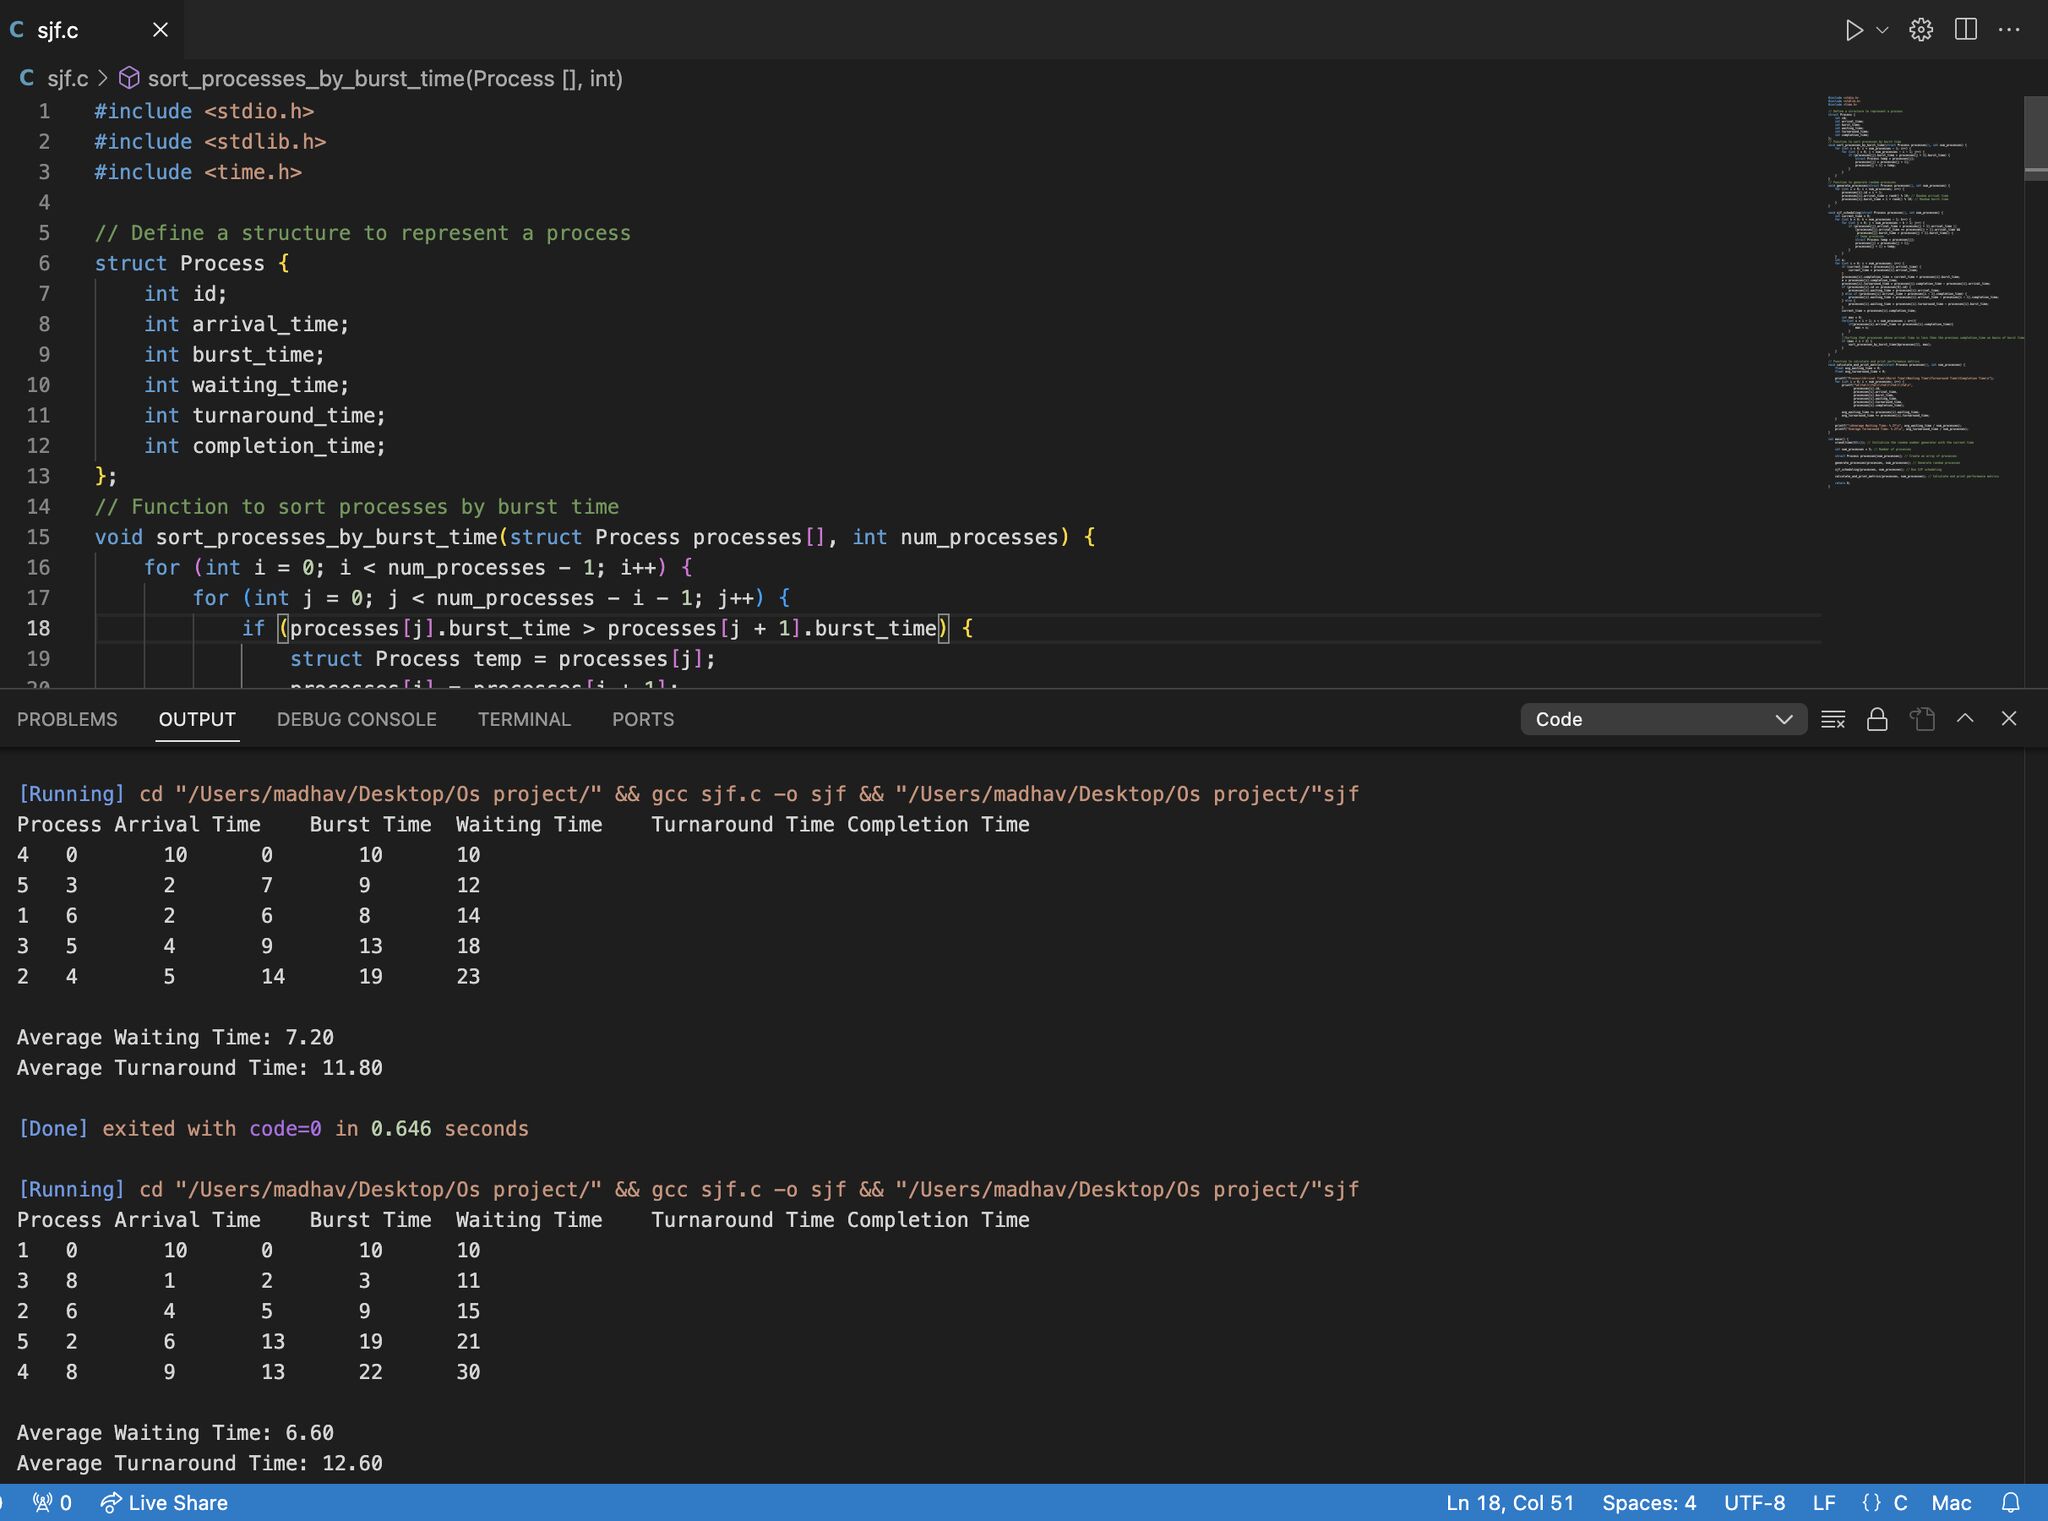 C sjf.c
C sjf.c > sort_processes_by_burst_time(Process [], int)
1 #include <stdio.h>
2 #include <stdlib.h>
3 #include <time.h>
4
5 // Define a structure to represent a process
6 struct Process {
7     int id;
8     int arrival_time;
9     int burst_time;
10     int waiting_time;
11     int turnaround_time;
12     int completion_time;
13 };
14 // Function to sort processes by burst time
15 void sort_processes_by_burst_time(struct Process processes[], int num_processes) {
16     for (int i = 0; i < num_processes - 1; i++) {
17         for (int j = 0; j < num_processes - i - 1; j++) {
18             if (processes[j].burst_time > processes[j + 1].burst_time) {
19                 struct Process temp = processes[j];
20                 processes[j] = processes[j + 1];
PROBLEMS OUTPUT DEBUG CONSOLE TERMINAL PORTS Code
[Running] cd "/Users/madhav/Desktop/Os project/" && gcc sjf.c -o sjf && "/Users/madhav/Desktop/Os project/"sjf
Process Arrival Time    Burst Time  Waiting Time    Turnaround Time Completion Time
4   0       10      0       10      10
5   3       2       7       9       12
1   6       2       6       8       14
3   5       4       9       13      18
2   4       5       14      19      23
Average Waiting Time: 7.20
Average Turnaround Time: 11.80
[Done] exited with code=0 in 0.646 seconds
[Running] cd "/Users/madhav/Desktop/Os project/" && gcc sjf.c -o sjf && "/Users/madhav/Desktop/Os project/"sjf
Process Arrival Time    Burst Time  Waiting Time    Turnaround Time Completion Time
1   0       10      0       10      10
3   8       1       2       3       11
2   6       4       5       9       15
5   2       6       13      19      21
4   8       9       13      22      30
Average Waiting Time: 6.60
Average Turnaround Time: 12.60
0 Live Share Ln 18, Col 51 Spaces: 4 UTF-8 LF {} C Mac